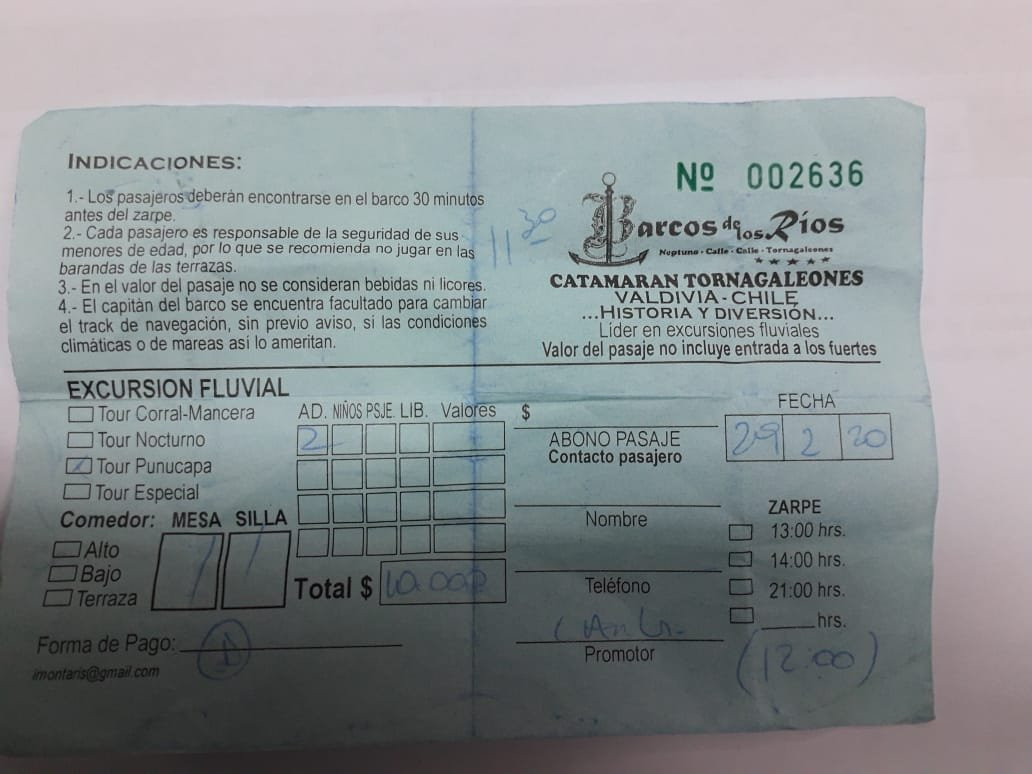 INDICACIONES:
1.- Los pasajeros deberán encontrarse en el barco 30 minutos
antes del zarpe.
2.- Cada pasajero es responsable de la seguridad de sus
menores de edad, por lo que se recomienda no jugar en las
barandas de las terrazas.
3.- En el valor del pasaje no se consideran bebidas ni licores.
4.- El capitán del barco se encuentra facultado para cambiar
el track de navegación, sin previo aviso, si las condiciones
climáticas o de mareas así lo ameritan.
11 30
Nº 002636
Barcos de los Ríos
Neptuno - Calle - Calle - Tornagaleones
CATAMARAN TORNAGALEONES
VALDIVIA - CHILE
...HISTORIA Y DIVERSIÓN...
Líder en excursiones fluviales
Valor del pasaje no incluye entrada a los fuertes
EXCURSION FLUVIAL
Tour Corral-Mancera
Tour Nocturno
Tour Punucapa
Tour Especial
AD. NIÑOS PSJE. LIB. Valores
2
Comedor: MESA SILLA
Alto
Bajo
Terraza
Total $ 10.000
Forma de Pago:
imontaris@gmail.com
$
ABONO PASAJE
Contacto pasajero
Nombre
Teléfono
Promotor
FECHA
29 2 20
ZARPE
13:00 hrs.
14:00 hrs.
21:00 hrs.
hrs.
(12:00)